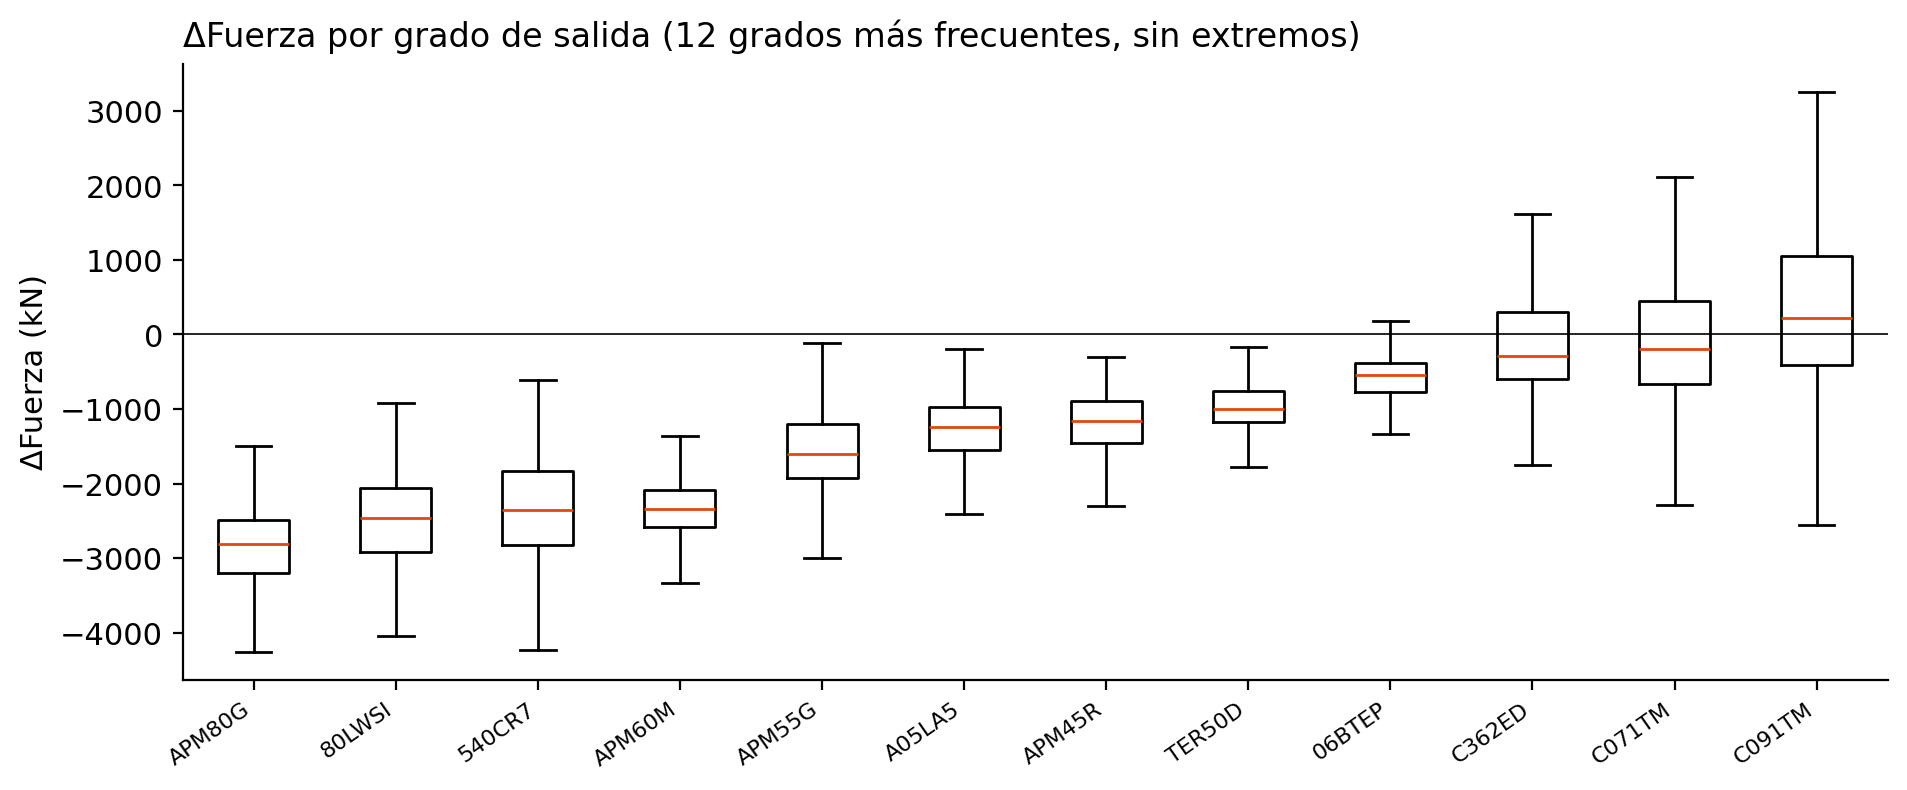 ΔFuerza por grado de salida (12 grados más frecuentes, sin extremos)
ΔFuerza (kN)
3000
2000
1000
0
−1000
−2000
−3000
−4000
APM80G
80LWSI
540CR7
APM60M
APM55G
A05LA5
APM45R
TER50D
06BTEP
C362ED
C071TM
C091TM